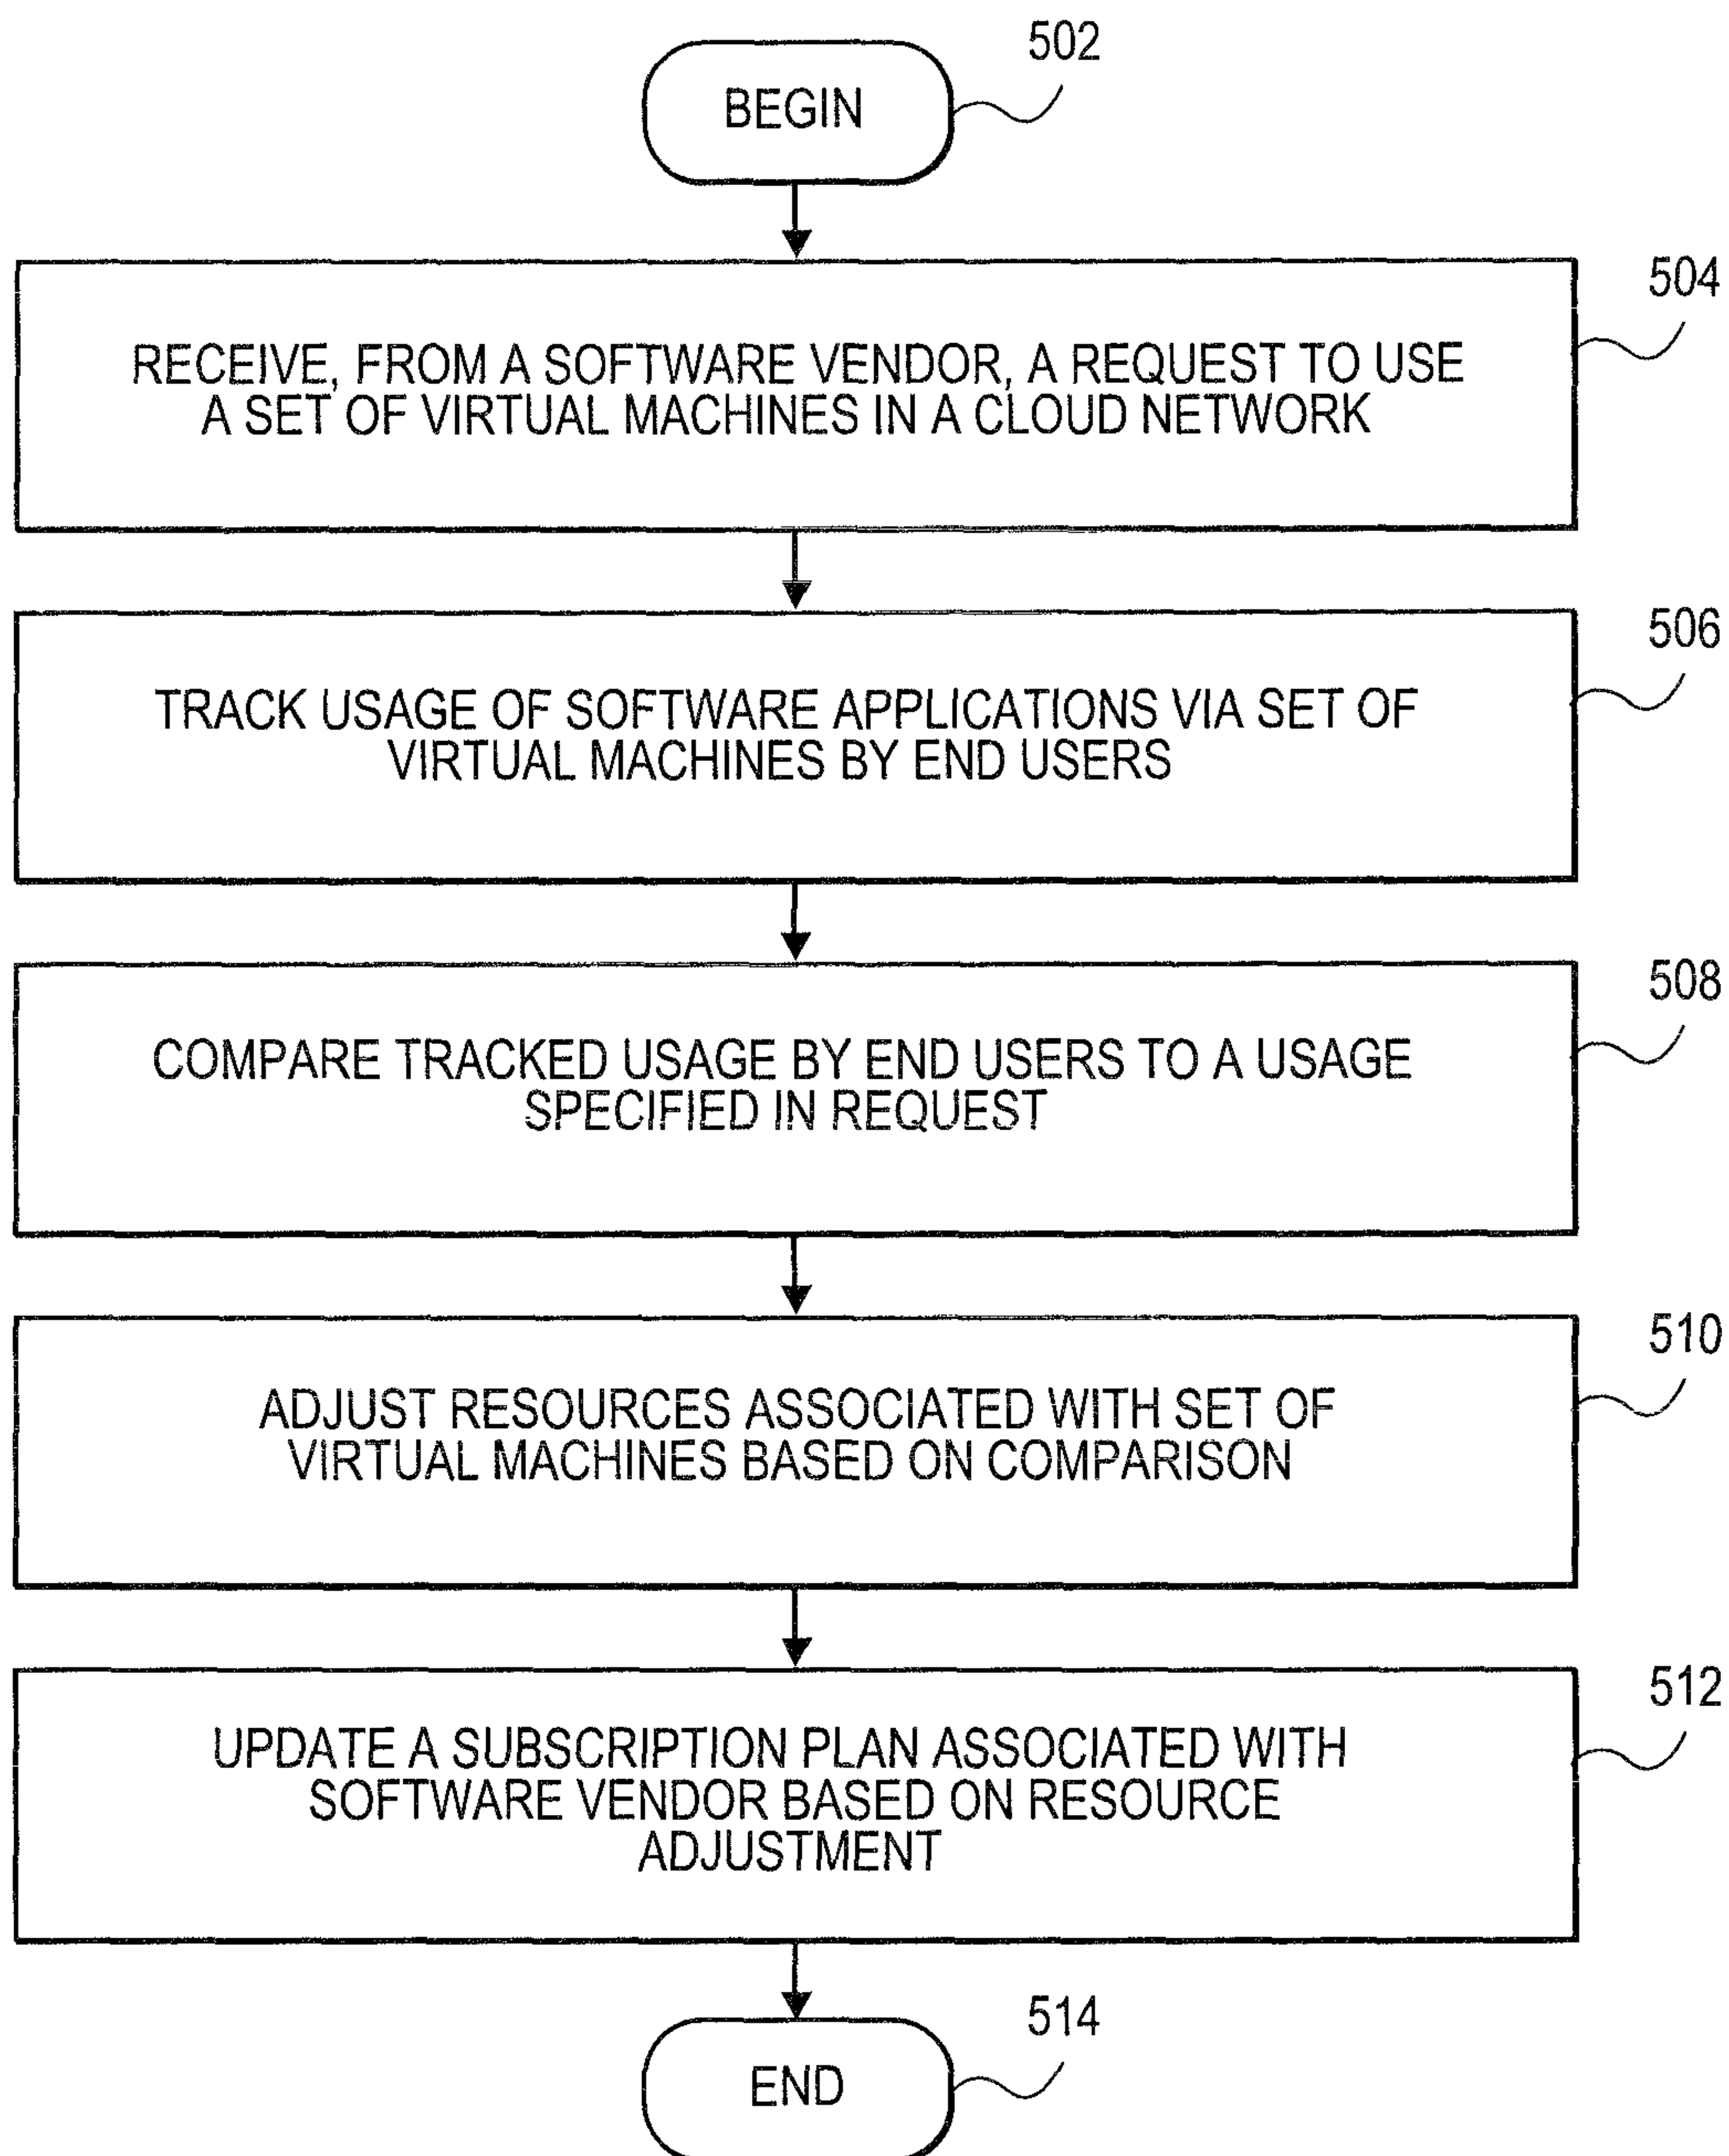 502
BEGIN
504
RECEIVE, FROM A SOFTWARE VENDOR, A REQUEST TO USE
A SET OF VIRTUAL MACHINES IN A CLOUD NETWORK
506
TRACK USAGE OF SOFTWARE APPLICATIONS VIA SET OF
VIRTUAL MACHINES BY END USERS
508
COMPARE TRACKED USAGE BY END USERS TO A USAGE
SPECIFIED IN REQUEST
510
ADJUST RESOURCES ASSOCIATED WITH SET OF
VIRTUAL MACHINES BASED ON COMPARISON
512
UPDATE A SUBSCRIPTION PLAN ASSOCIATED WITH
SOFTWARE VENDOR BASED ON RESOURCE
ADJUSTMENT
514
END